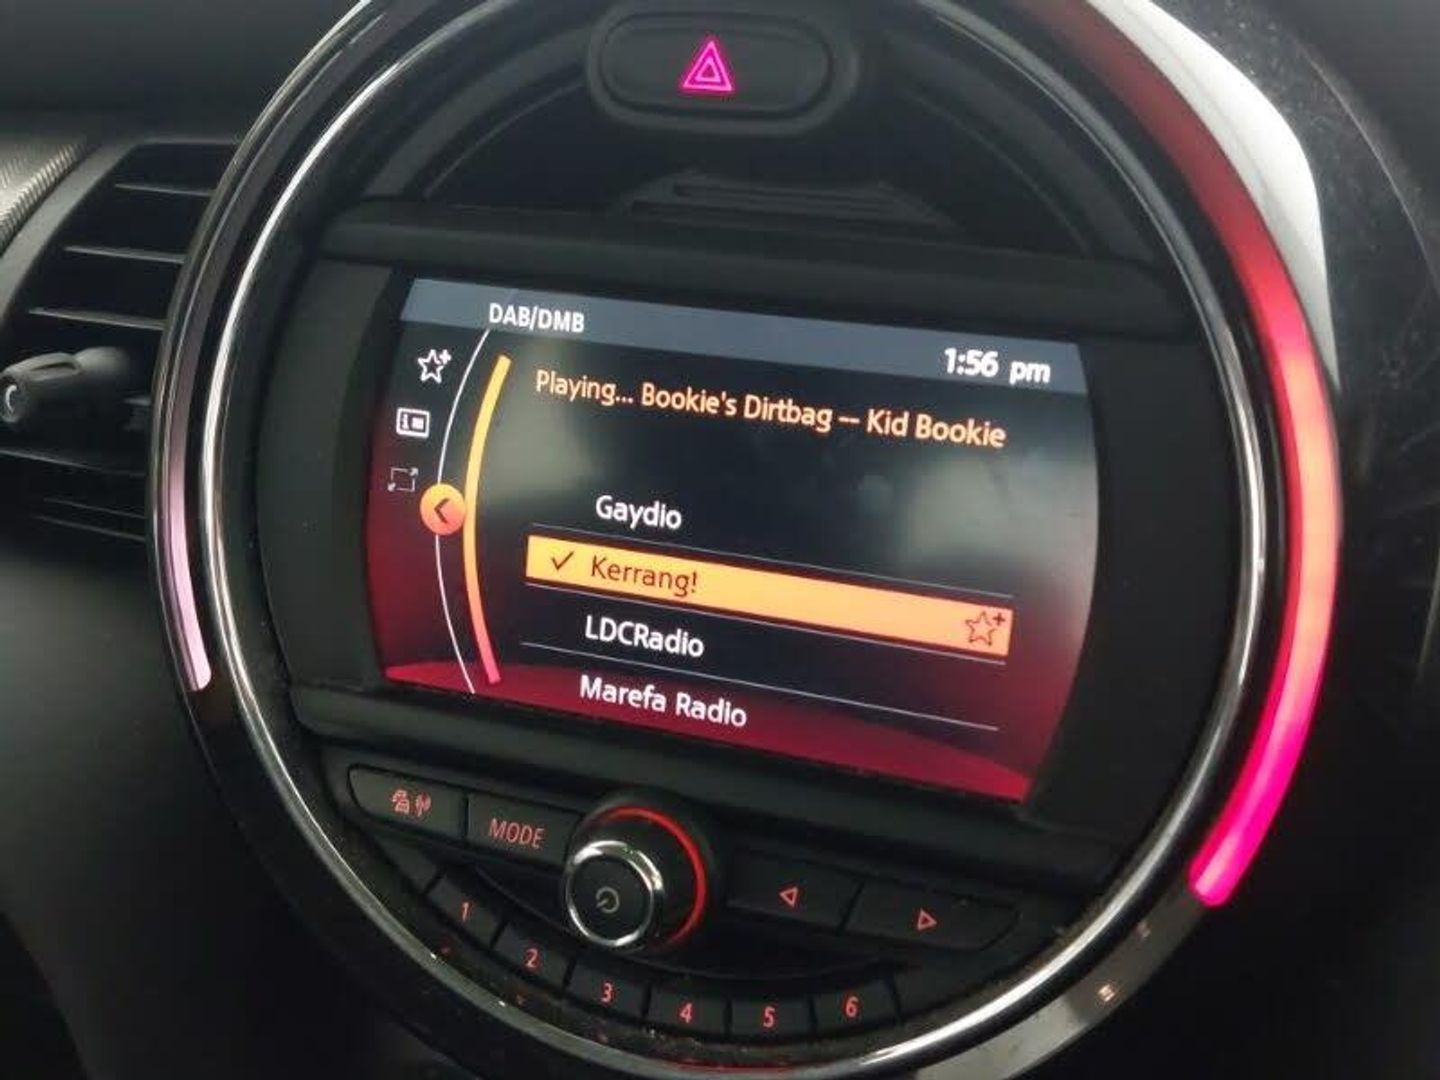 DAB/DMB
1:56 pm
Playing... Bookie's Dirtbag -- Kid Bookie
Gaydio
Kerrang!
LDCRadio
Marefa Radio
MODE
1
2
3
4
5
6